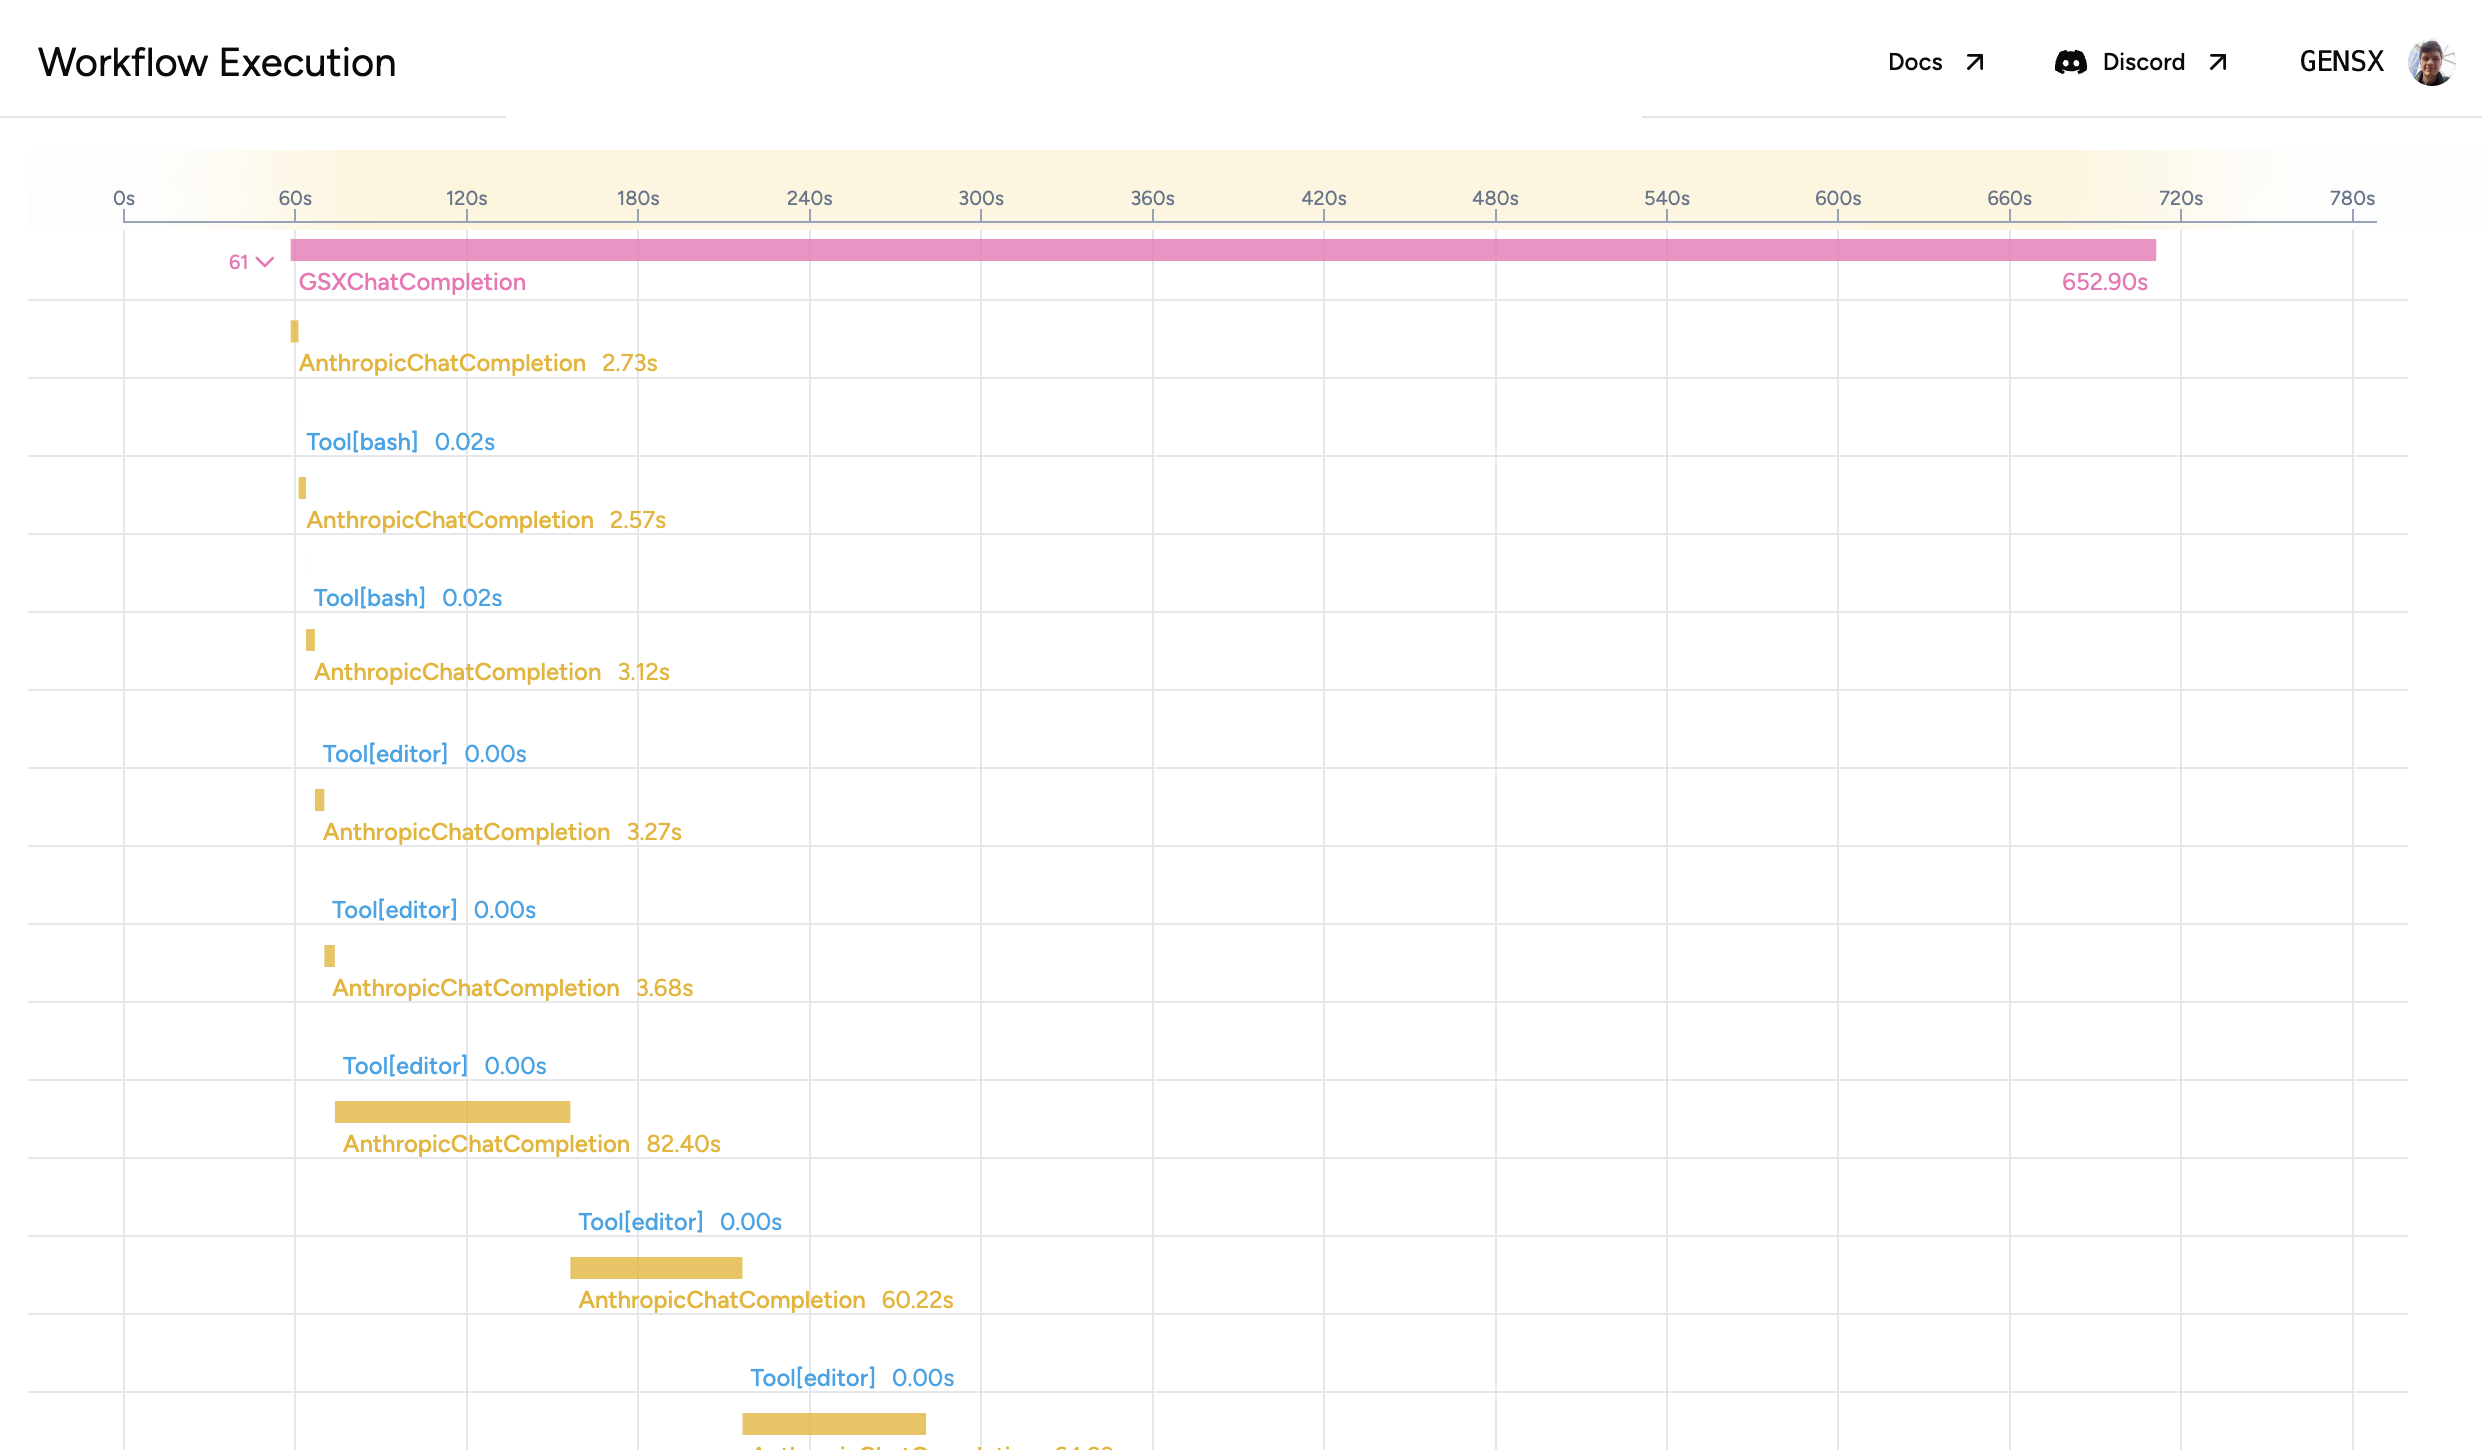 Workflow Execution
Docs
Discord
GENSX
0s 60s 120s 180s 240s 300s 360s 420s 480s 540s 600s 660s 720s 780s
61
GSXChatCompletion 652.90s
AnthropicChatCompletion 2.73s
Tool[bash] 0.02s
AnthropicChatCompletion 2.57s
Tool[bash] 0.02s
AnthropicChatCompletion 3.12s
Tool[editor] 0.00s
AnthropicChatCompletion 3.27s
Tool[editor] 0.00s
AnthropicChatCompletion 3.68s
Tool[editor] 0.00s
AnthropicChatCompletion 82.40s
Tool[editor] 0.00s
AnthropicChatCompletion 60.22s
Tool[editor] 0.00s
AnthropicChatCompletion